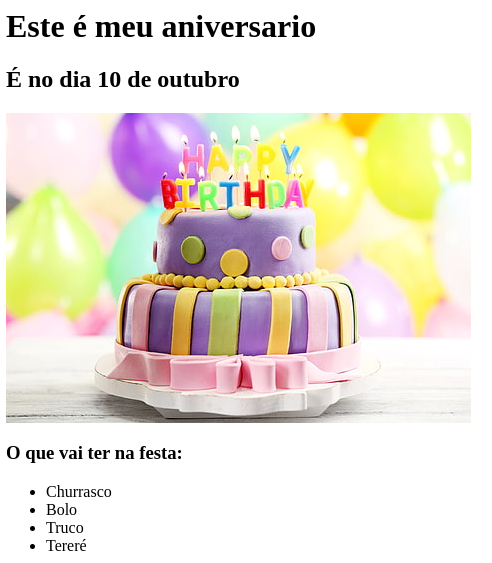 Este é meu aniversario
É no dia 10 de outubro
HAPPY
BIRTHDAY
O que vai ter na festa:
Churrasco
Bolo
Truco
Tereré